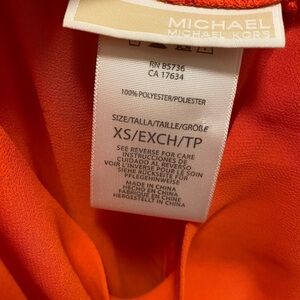 MICHAEL
MICHAEL KORS
RN 85736
CA 17634
100% POLYESTER/POLIESTER
SIZE/TALLA/TAILLE/GRÖßE
XS/EXCH/TP
SEE REVERSE FOR CARE
INSTRUCCIONES DE
CUIDADO AL REVERSO
VOIR L'INVERSE POUR LE SOIN
SIEHE RÜCKSEITE FÜR
PFLEGEHINWEISE
MADE IN CHINA
HECHO EN CHINA
FABRIQUÉ EN CHINE
HERGESTELLT IN CHINA